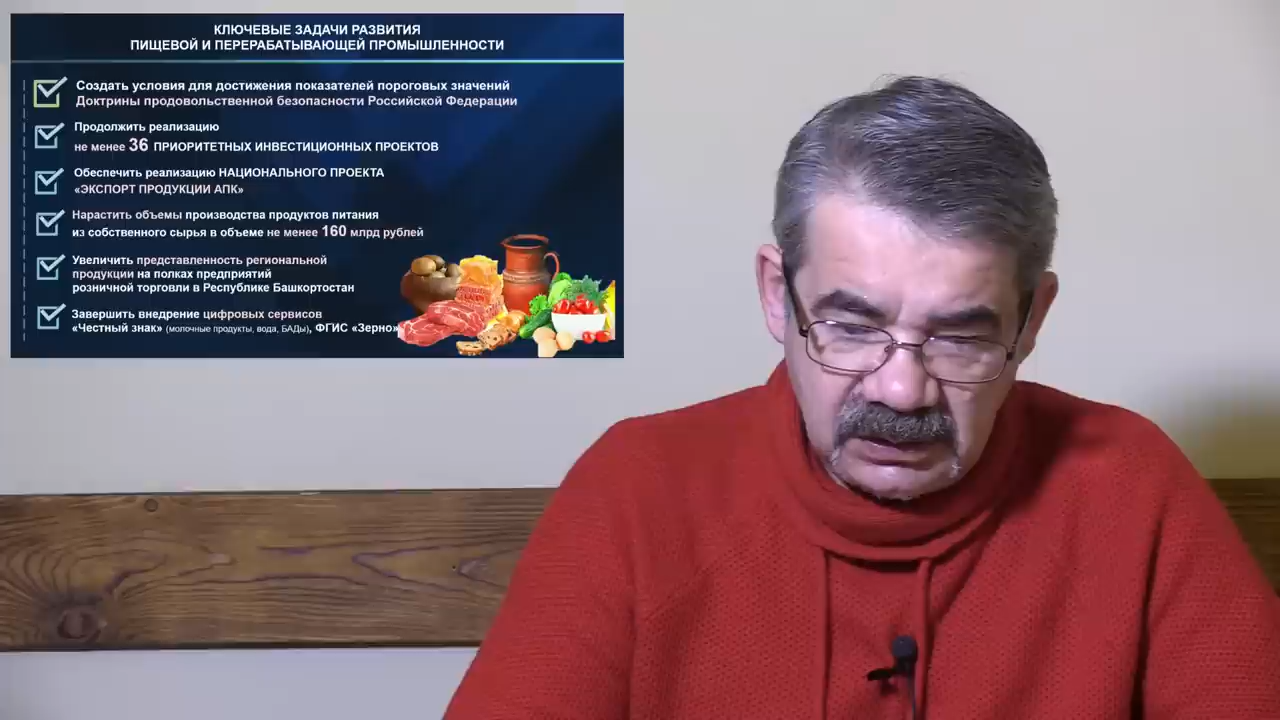 КЛЮЧЕВЫЕ ЗАДАЧИ РАЗВИТИЯ
ПИЩЕВОЙ И ПЕРЕРАБАТЫВАЮЩЕЙ ПРОМЫШЛЕННОСТИ
Создать условия для достижения показателей пороговых значений
Доктрины продовольственной безопасности Российской Федерации
Продолжить реализацию
не менее 36 ПРИОРИТЕТНЫХ ИНВЕСТИЦИОННЫХ ПРОЕКТОВ
Обеспечить реализацию НАЦИОНАЛЬНОГО ПРОЕКТА
«ЭКСПОРТ ПРОДУКЦИИ АПК»
Нарастить объемы производства продуктов питания
из собственного сырья в объеме не менее 160 млрд рублей
Увеличить представленность региональной
продукции на полках предприятий
розничной торговли в Республике Башкортостан
Завершить внедрение цифровых сервисов
«Честный знак» (молочные продукты, вода, БАДы), ФГИС «Зерно»